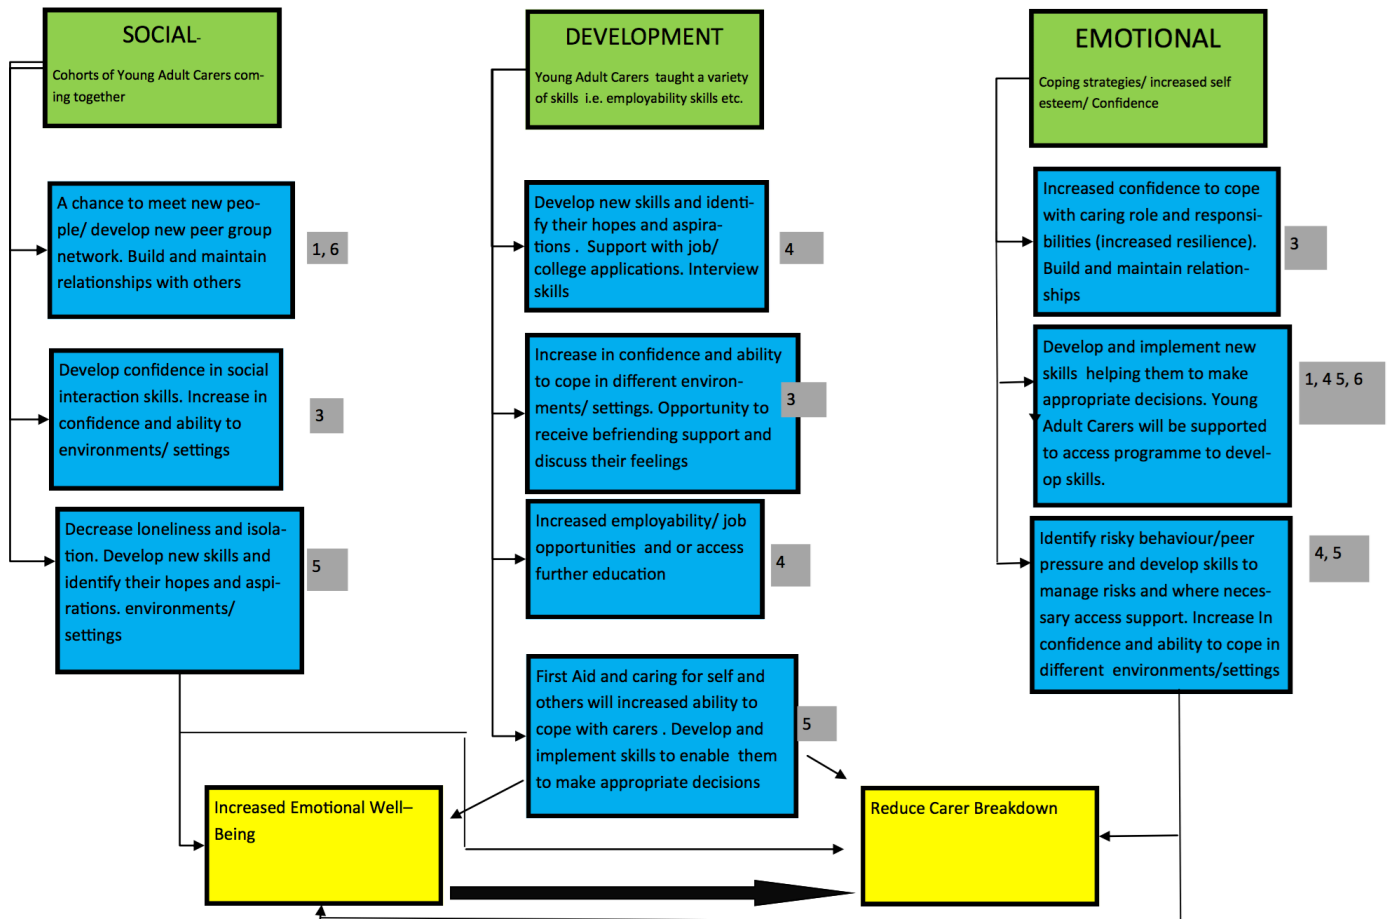 SOCIAL-
Cohorts of Young Adult Carers com-
ing together
A chance to meet new peo-
ple/ develop new peer group
network. Build and maintain
relationships with others
1, 6
Develop confidence in social
interaction skills. Increase in
confidence and ability to
environments/ settings
3
Decrease loneliness and isola-
tion. Develop new skills and
identify their hopes and aspi-
rations. environments/
settings
5
DEVELOPMENT
Young Adult Carers  taught a variety
of skills  i.e. employability skills etc.
Develop new skills and identi-
fy their hopes and aspira-
tions .  Support with job/
college applications. Interview
skills
4
Increase in confidence and ability
to cope in different environ-
ments/ settings. Opportunity to
receive befriending support and
discuss their feelings
3
Increased employability/ job
opportunities  and or access
further education
4
First Aid and caring for self and
others will increased ability to
cope with carers . Develop and
implement skills to enable  them
to make appropriate decisions
5
EMOTIONAL
Coping strategies/ increased self
esteem/ Confidence
Increased confidence to cope
with caring role and responsi-
bilities (increased resilience).
Build and maintain relation-
ships
3
Develop and implement new
skills  helping them to make
appropriate decisions. Young
Adult Carers will be supported
to access programme to devel-
op skills.
1, 4 5, 6
Identify risky behaviour/peer
pressure and develop skills to
manage risks and where neces-
sary access support. Increase In
confidence and ability to cope in
different  environments/settings
4, 5
Increased Emotional Well–
Being
Reduce Carer Breakdown